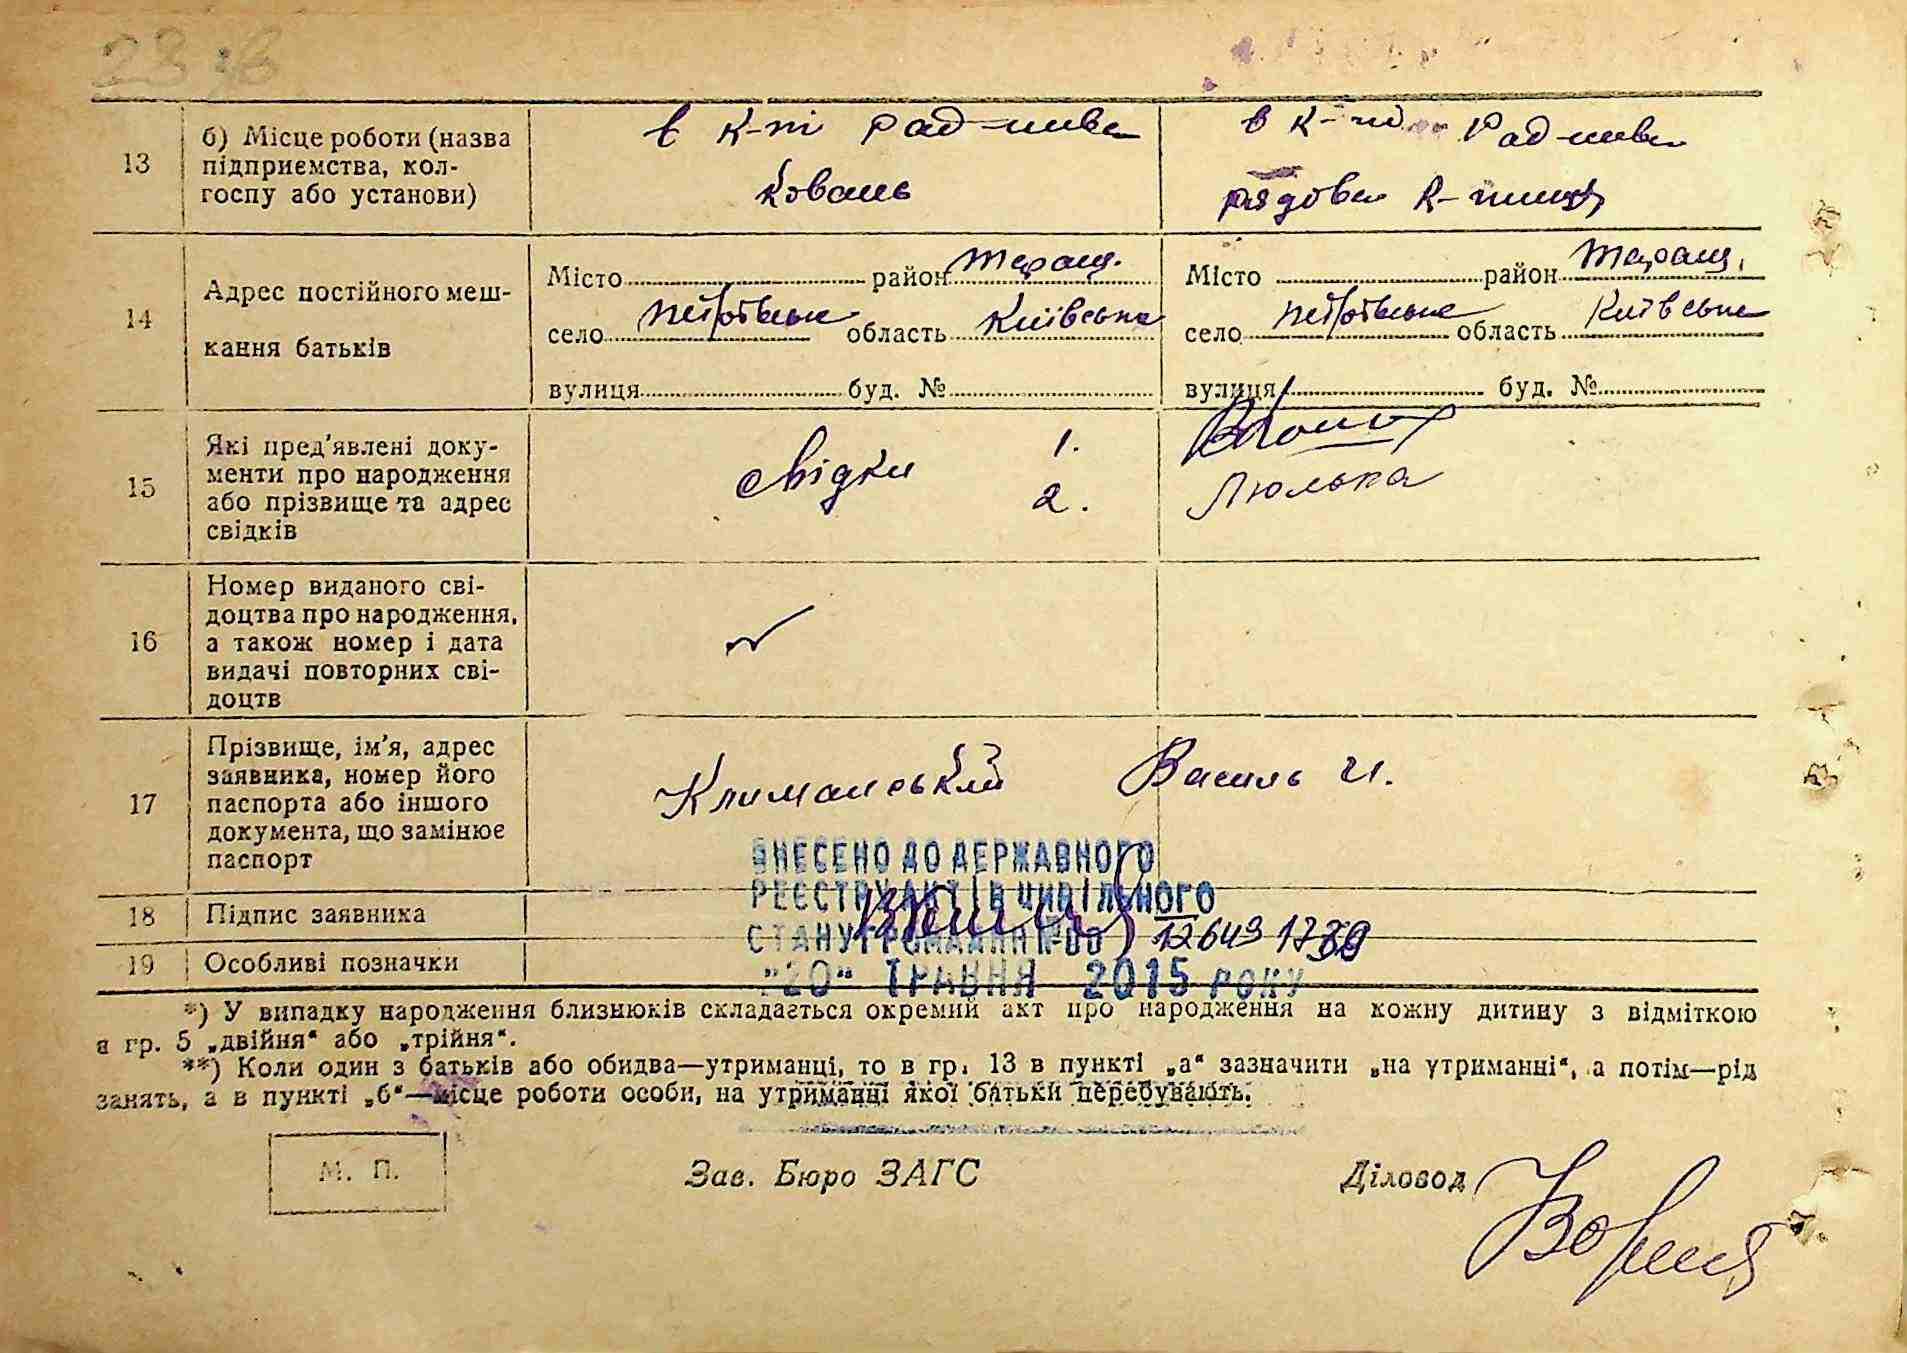 13
б) Місце роботи (назва
підприємства, кол-
госпу або установи)
в к-пі Рад-нива
Коваль
в к-пі Рад-нива
рядова к-пниця
14
Адрес постійного меш-
кання батьків
Місто район Таращ.
село Петрівське область Київська
вулиця буд. №
Місто район Таращ.
село Петрівське область Київська
вулиця буд. №
15
Які пред'явлені доку-
менти про народження
або прізвище та адрес
свідків
свідки 1.
2.
Люлька
16
Номер виданого сві-
доцтва про народження,
а також номер і дата
видачі повторних сві-
доцтв
17
Прізвище, ім'я, адрес
заявника, номер його
паспорта або іншого
документа, що замінює
паспорт
Климанський Василь И.
ВНЕСЕНО ДО ДЕРЖАВНОГО
РЕЄСТРУ АКТІВ ЦИВІЛЬНОГО
СТАНУ ГРОМАДЯН №00
"20" ТРАВНЯ 2015 РОКУ
18
Підпис заявника
19
Особливі позначки
*) У випадку народження близнюків складається окремий акт про народження на кожну дитину з відміткою
в гр. 5 „двійня“ або „трійня“.
**) Коли один з батьків або обидва—утриманці, то в гр. 13 в пункті „а“ зазначити „на утриманні“, а потім—рід
занять, а в пункті „б“—місце роботи особи, на утриманні якої батьки перебувають.
М. П.
Зав. Бюро ЗАГС
Діловод